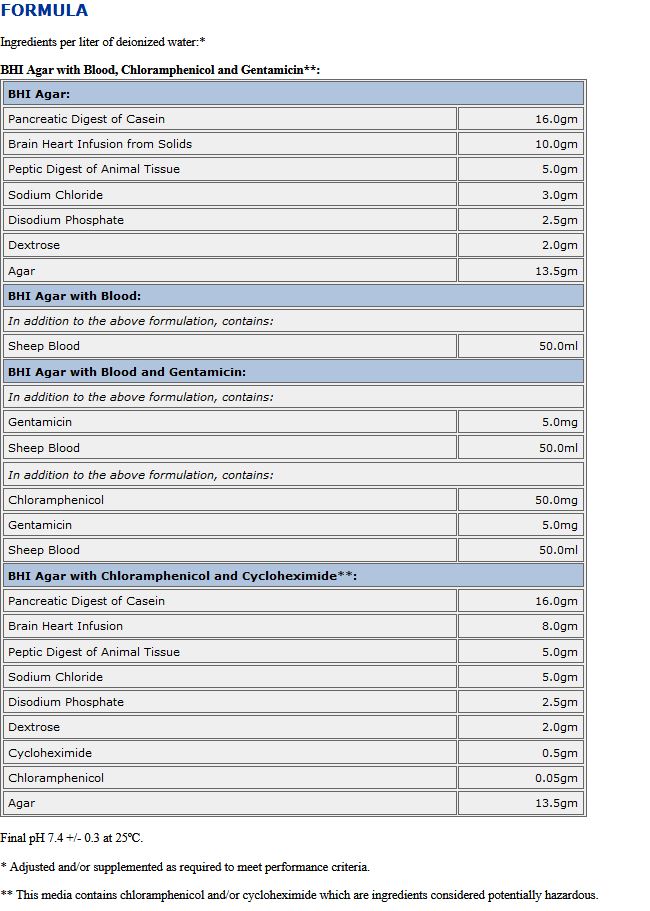 FORMULA
Ingredients per liter of deionized water:*
BHI Agar with Blood, Chloramphenicol and Gentamicin**:
BHI Agar:
Pancreatic Digest of Casein 16.0gm
Brain Heart Infusion from Solids 10.0gm
Peptic Digest of Animal Tissue 5.0gm
Sodium Chloride 3.0gm
Disodium Phosphate 2.5gm
Dextrose 2.0gm
Agar 13.5gm
BHI Agar with Blood:
In addition to the above formulation, contains:
Sheep Blood 50.0ml
BHI Agar with Blood and Gentamicin:
In addition to the above formulation, contains:
Gentamicin 5.0mg
Sheep Blood 50.0ml
In addition to the above formulation, contains:
Chloramphenicol 50.0mg
Gentamicin 5.0mg
Sheep Blood 50.0ml
BHI Agar with Chloramphenicol and Cycloheximide**:
Pancreatic Digest of Casein 16.0gm
Brain Heart Infusion 8.0gm
Peptic Digest of Animal Tissue 5.0gm
Sodium Chloride 5.0gm
Disodium Phosphate 2.5gm
Dextrose 2.0gm
Cycloheximide 0.5gm
Chloramphenicol 0.05gm
Agar 13.5gm
Final pH 7.4 +/- 0.3 at 25ºC.
* Adjusted and/or supplemented as required to meet performance criteria.
** This media contains chloramphenicol and/or cycloheximide which are ingredients considered potentially hazardous.